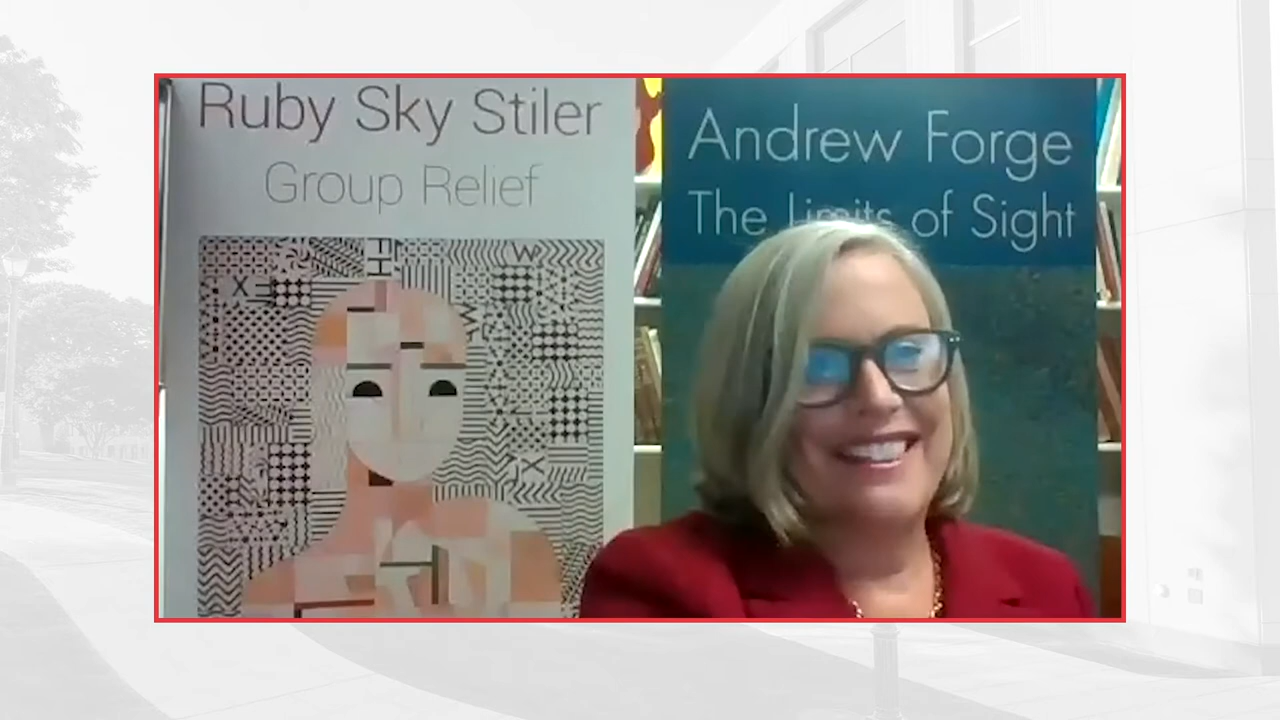 Ruby Sky Stiler
Group Relief
Andrew Forge
The Limits of Sight